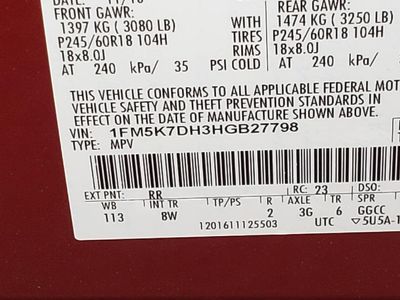 FRONT GAWR: REAR GAWR:
1397 KG ( 3080 LB) WITH 1474 KG ( 3250 LB)
P245/60R18 104H TIRES P245/60R18 104H
18x8.0J RIMS 18x8.0J
AT 240 kPa/ 35 PSI COLD AT 240 kPa/
THIS VEHICLE CONFORMS TO ALL APPLICABLE FEDERAL MOT
VEHICLE SAFETY AND THEFT PREVENTION STANDARDS IN
EFFECT ON THE DATE OF MANUFACTURE SHOWN ABOVE.
VIN: 1FM5K7DH3HGB27798
TYPE: MPV
EXT PNT: RR RC: 23 DSO:
WB INT TR R AXLE TR SPR
113 8W 2 3G 6 GGCC
1201611125503 UTC ▽5U5A-1